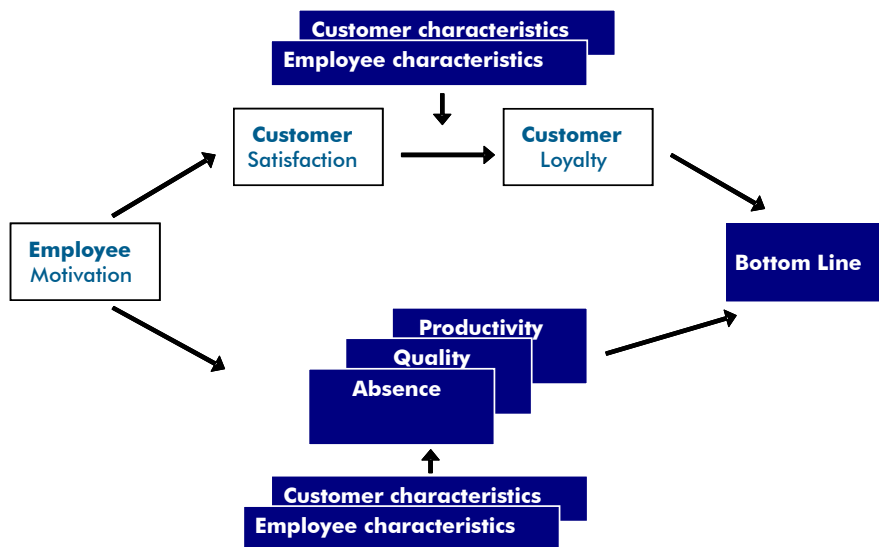 Customer characteristics
Employee characteristics
Customer
Satisfaction
Customer
Loyalty
Employee
Motivation
Bottom Line
Productivity
Quality
Absence
Customer characteristics
Employee characteristics